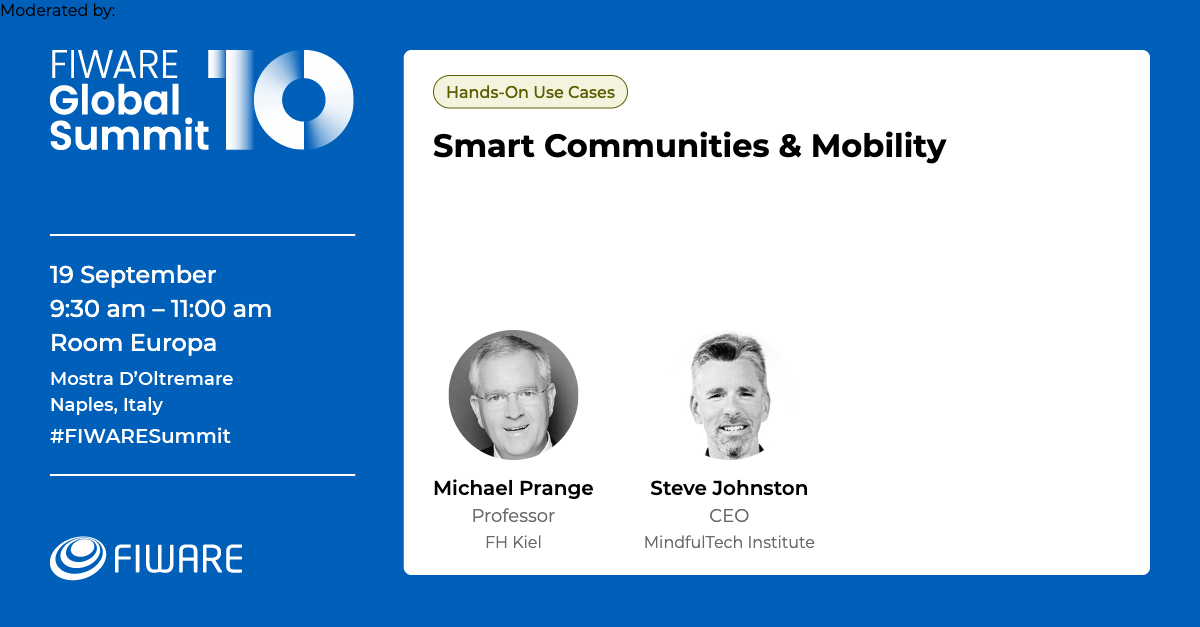 Moderated by:
FIWARE
Global
Summit
10
19 September
9:30 am – 11:00 am
Room Europa
Mostra D’Oltremare
Naples, Italy
#FIWARESummit
FIWARE
Hands-On Use Cases
Smart Communities & Mobility
Michael Prange
Professor
FH Kiel
Steve Johnston
CEO
MindfulTech Institute